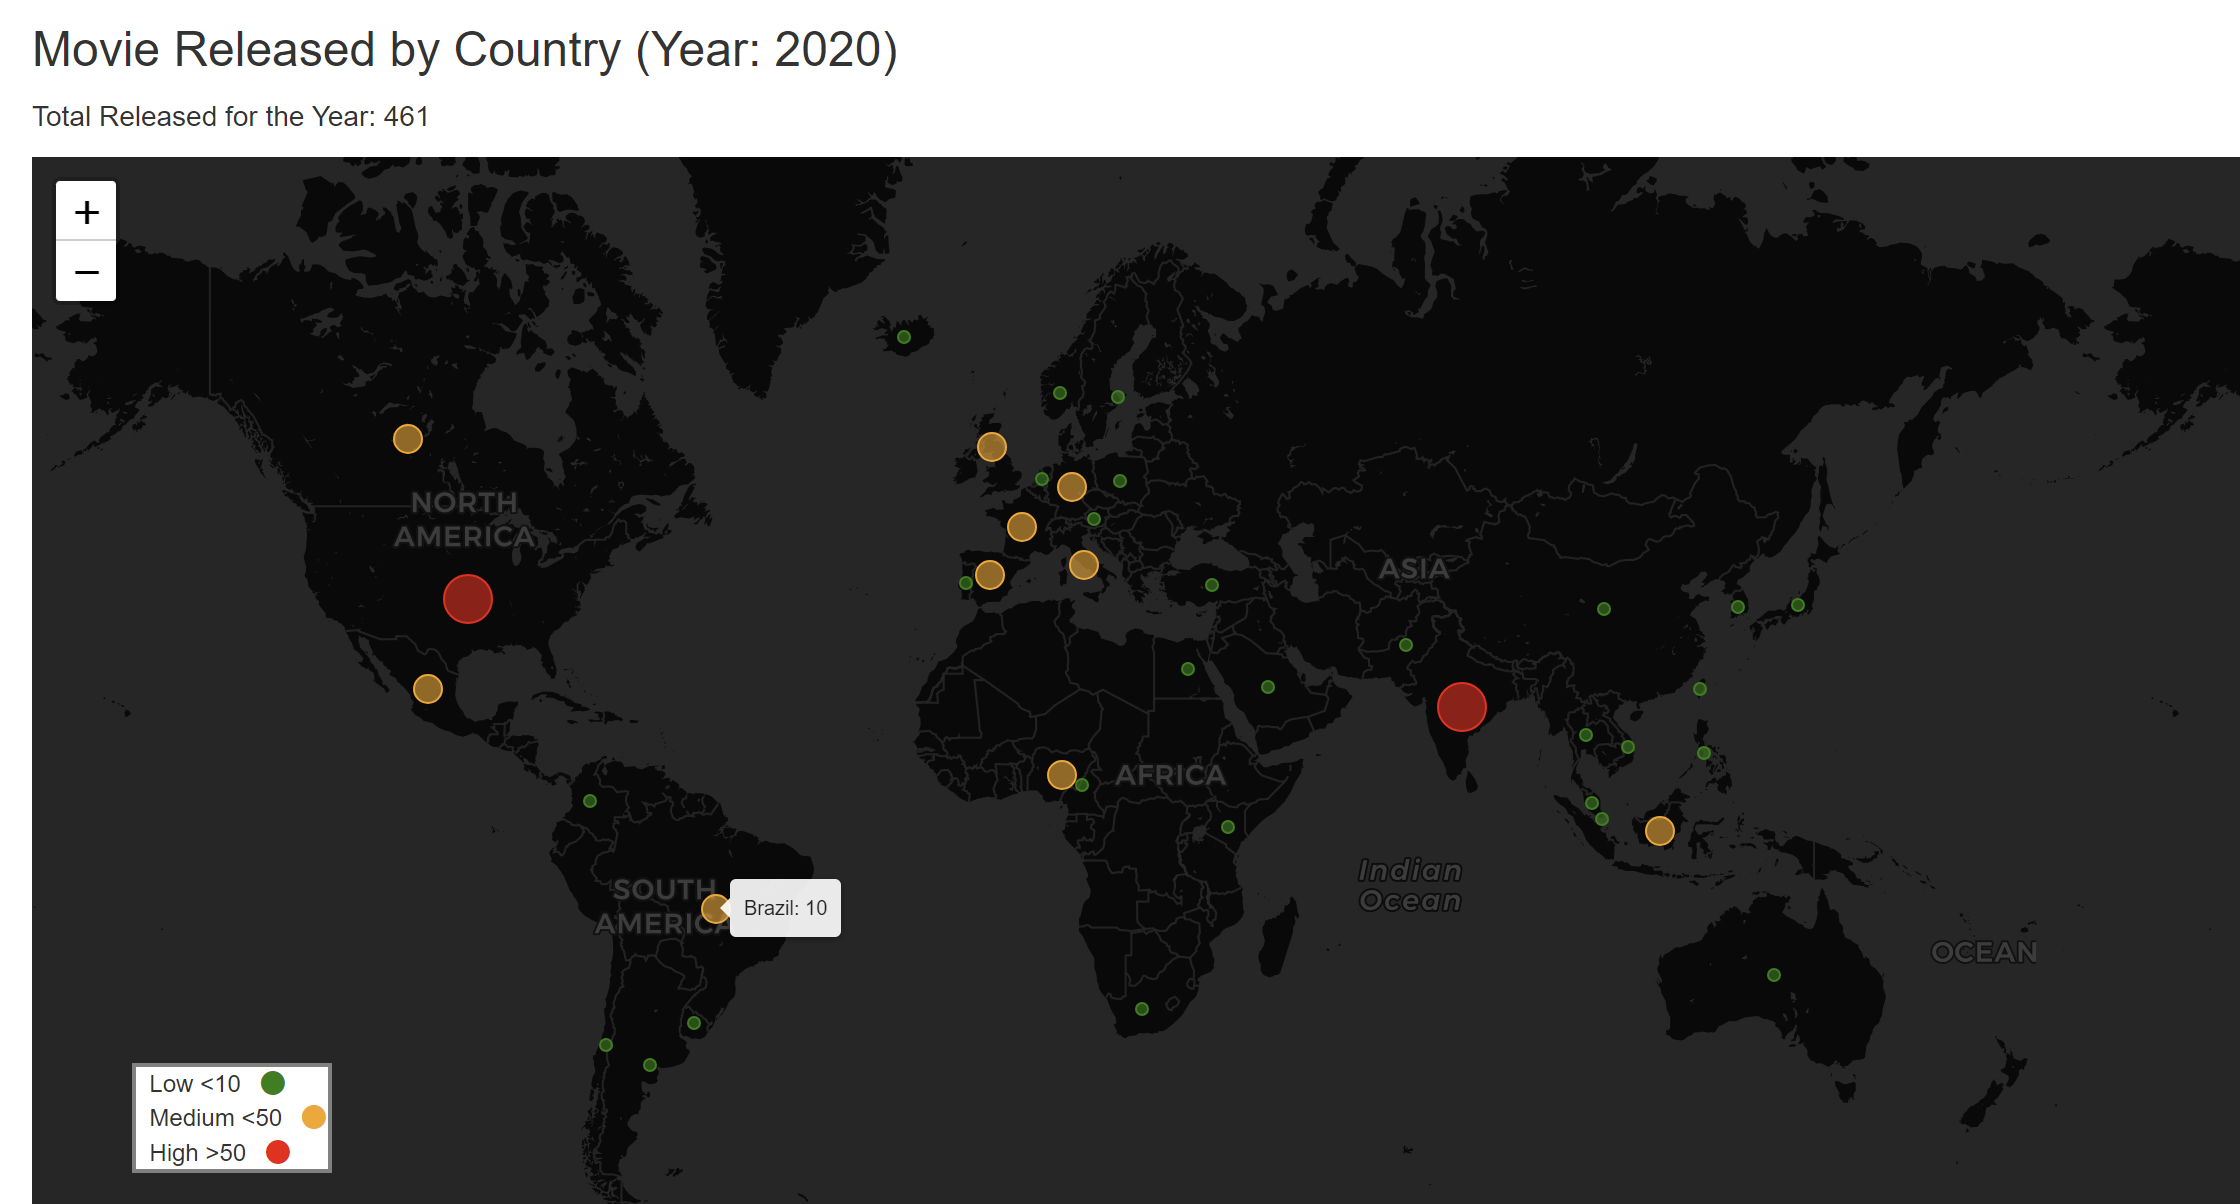 Movie Released by Country (Year: 2020)
Total Released for the Year: 461
+
−
NORTH
AMERICA
ASIA
AFRICA
SOUTH
AMERICA
Brazil: 10
Indian
Ocean
OCEAN
Low <10
Medium <50
High >50